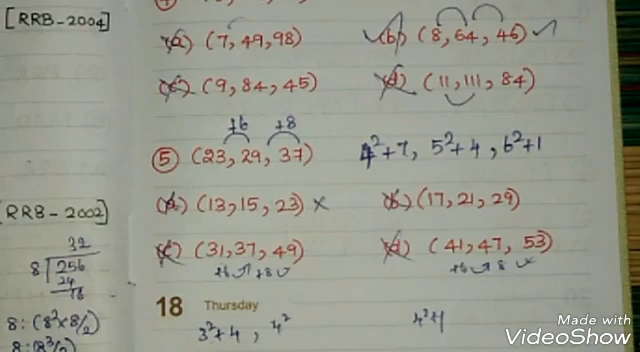 [RRB-2004]
(a) (7, 49, 98) (b) (8, 64, 46)
(c) (9, 84, 45) (d) (11, 111, 84)
+6 +8
⑤ (23, 29, 37) 4²+7, 5²+4, 6²+1
[RRB-2002] (a) (13, 15, 23) × (b) (17, 21, 29)
(c) (31, 37, 49) (d) (41, 47, 53)
+6 +8 +6 8
32
8 256
24
16
18 Thursday
8: (8²×8/2) 3²+4, 4² 4²+1
8: (8³/2)
Made with
VideoShow